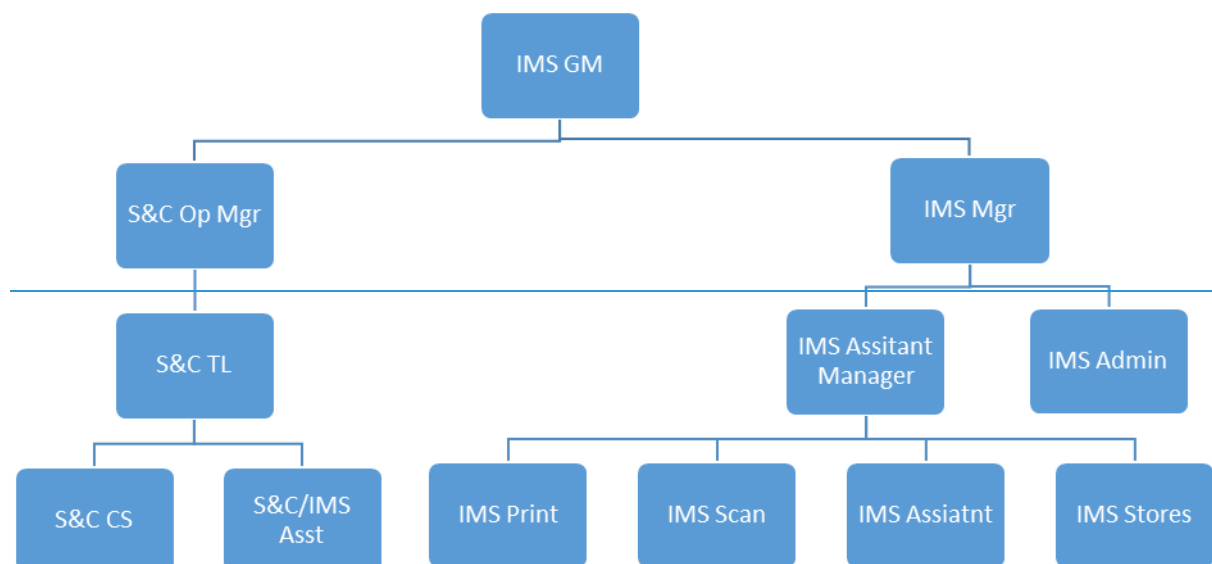 IMS GM
S&C Op Mgr
IMS Mgr
S&C TL
IMS Assitant
Manager
IMS Admin
S&C CS
S&C/IMS
Asst
IMS Print
IMS Scan
IMS Assiatnt
IMS Stores